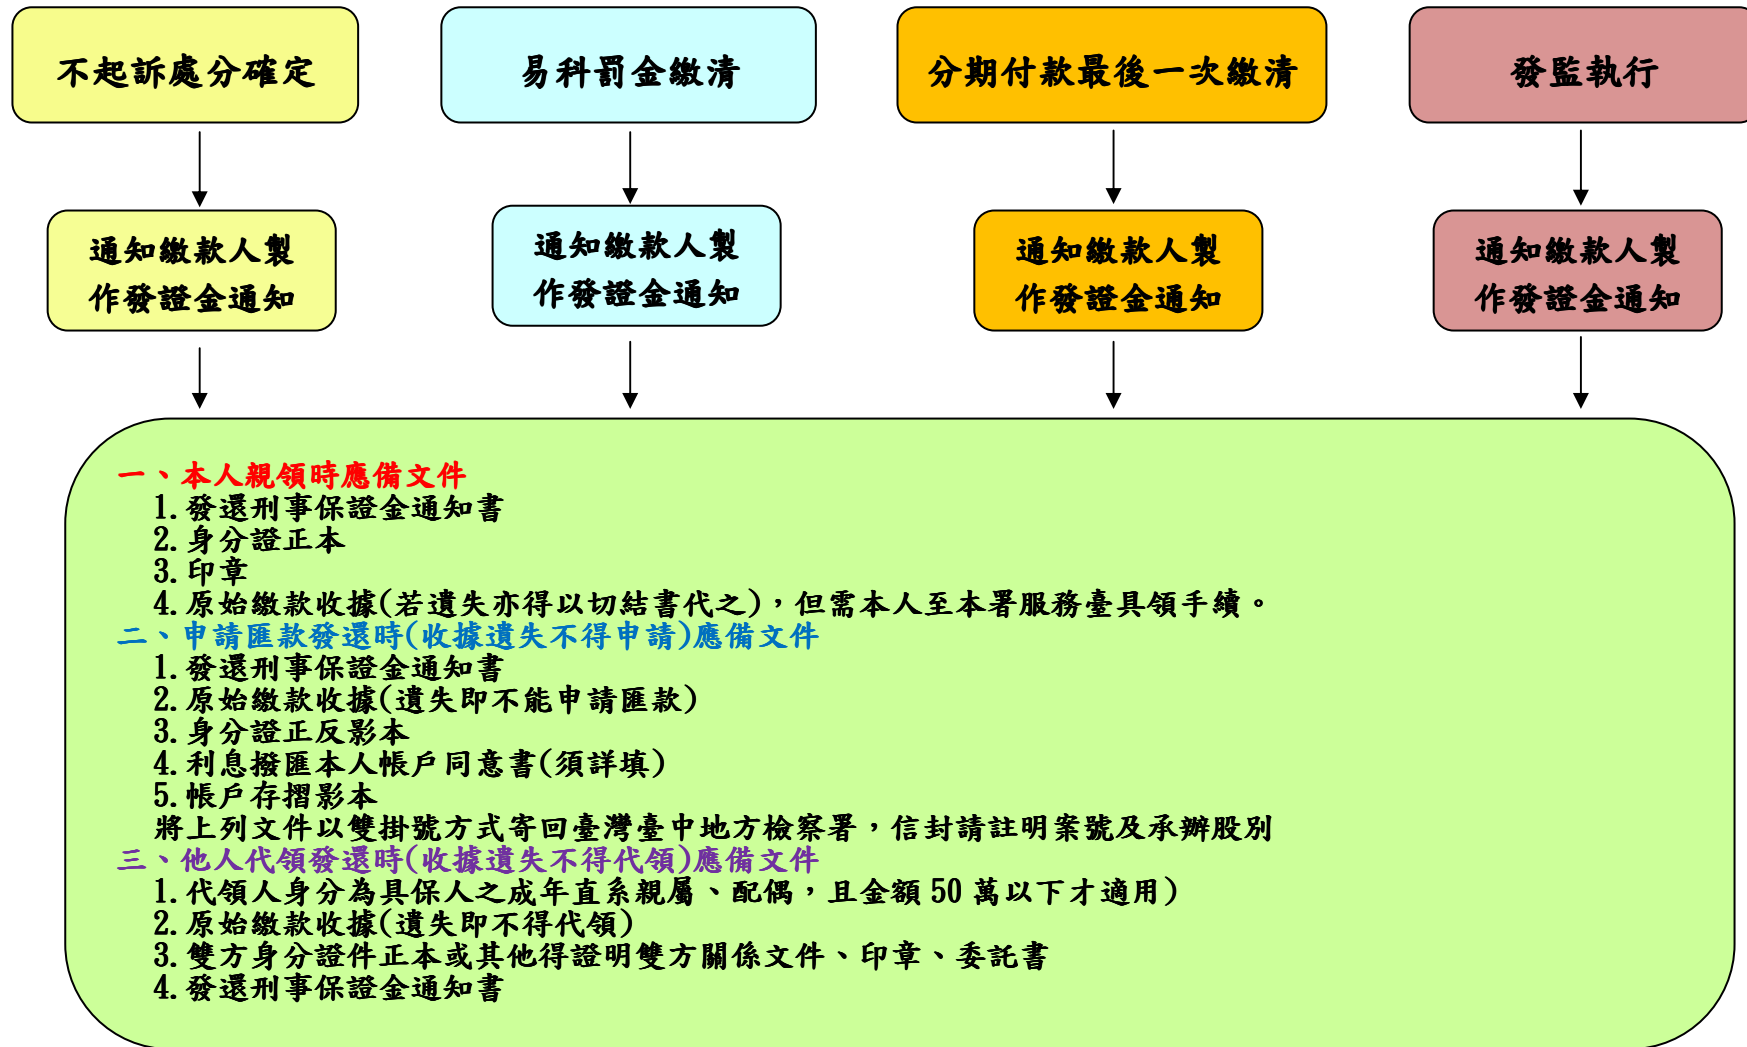 不起訴處分確定
易科罰金繳清
分期付款最後一次繳清
發監執行
通知繳款人製
作發證金通知
通知繳款人製
作發證金通知
通知繳款人製
作發證金通知
通知繳款人製
作發證金通知
一、本人親領時應備文件
1.發還刑事保證金通知書
2.身分證正本
3.印章
4.原始繳款收據(若遺失亦得以切結書代之)，但需本人至本署服務臺具領手續。
二、申請匯款發還時(收據遺失不得申請)應備文件
1.發還刑事保證金通知書
2.原始繳款收據(遺失即不能申請匯款)
3.身分證正反影本
4.利息撥匯本人帳戶同意書(須詳填)
5.帳戶存摺影本
將上列文件以雙掛號方式寄回臺灣臺中地方檢察署，信封請註明案號及承辦股別
三、他人代領發還時(收據遺失不得代領)應備文件
1.代領人身分為具保人之成年直系親屬、配偶，且金額 50 萬以下才適用)
2.原始繳款收據(遺失即不得代領)
3.雙方身分證件正本或其他得證明雙方關係文件、印章、委託書
4.發還刑事保證金通知書